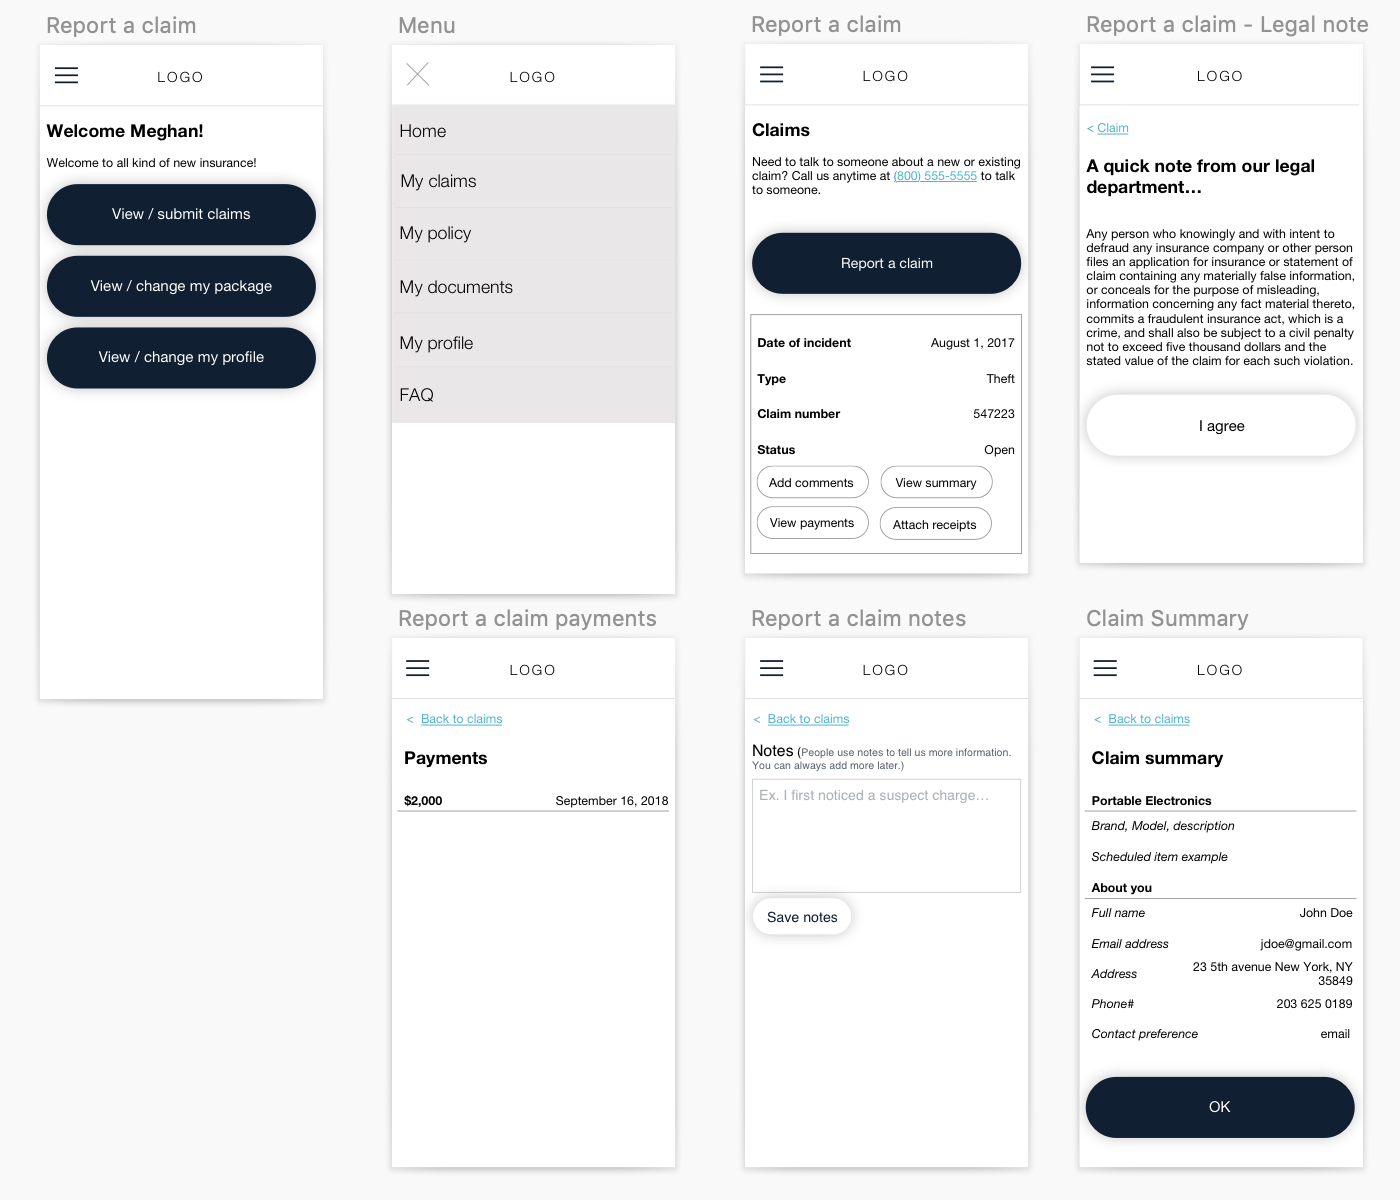 Report a claim
LOGO
Welcome Meghan!
Welcome to all kind of new insurance!
View / submit claims
View / change my package
View / change my profile
Menu
LOGO
Home
My claims
My policy
My documents
My profile
FAQ
Report a claim
LOGO
Claims
Need to talk to someone about a new or existing
claim? Call us anytime at (800) 555-5555 to talk
to someone.
Report a claim
Date of incident August 1, 2017
Type Theft
Claim number 547223
Status Open
Add comments View summary
View payments Attach receipts
Report a claim - Legal note
LOGO
< Claim
A quick note from our legal
department...
Any person who knowingly and with intent to
defraud any insurance company or other person
files an application for insurance or statement of
claim containing any materially false information,
or conceals for the purpose of misleading,
information concerning any fact material thereto,
commits a fraudulent insurance act, which is a
crime, and shall also be subject to a civil penalty
not to exceed five thousand dollars and the
stated value of the claim for each such violation.
I agree
Report a claim payments
LOGO
< Back to claims
Payments
$2,000 September 16, 2018
Report a claim notes
LOGO
< Back to claims
Notes (People use notes to tell us more information.
You can always add more later.)
Ex. I first noticed a suspect charge...
Save notes
Claim Summary
LOGO
< Back to claims
Claim summary
Portable Electronics
Brand, Model, description
Scheduled item example
About you
Full name John Doe
Email address jdoe@gmail.com
Address 23 5th avenue New York, NY
35849
Phone# 203 625 0189
Contact preference email
OK